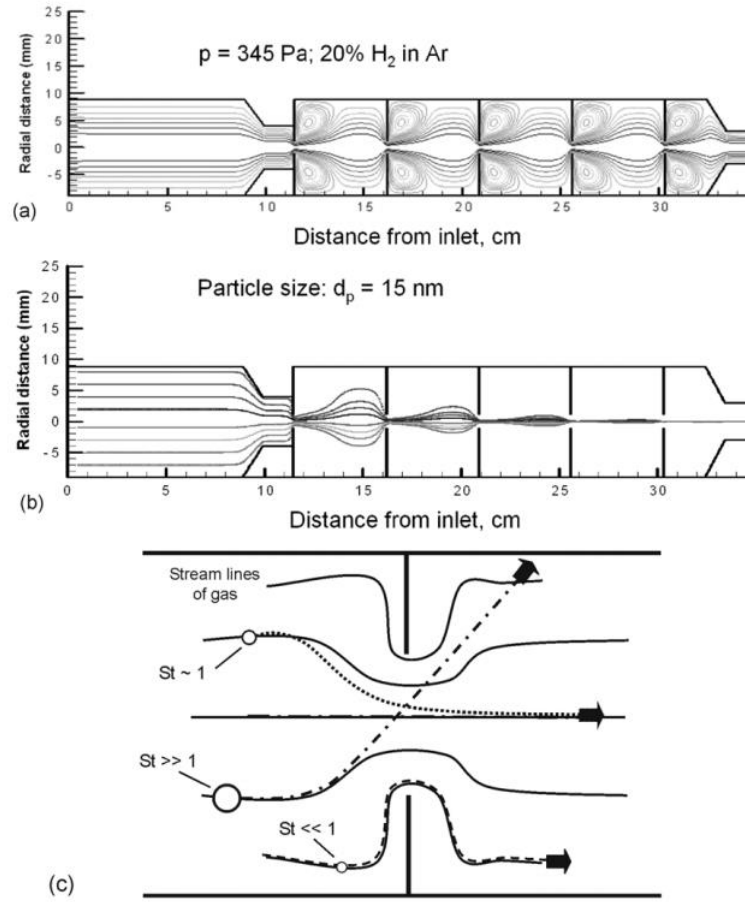 p = 345 Pa; 20% H₂ in Ar
Radial distance (mm)
25
20
15
10
5
0
-5
0 5 10 15 20 25 30
(a)
Distance from inlet, cm
Particle size: dₚ = 15 nm
Radial distance (mm)
25
20
15
10
5
0
-5
0 5 10 15 20 25 30
(b)
Distance from inlet, cm
Stream lines
of gas
St ~ 1
St >> 1
St << 1
(c)